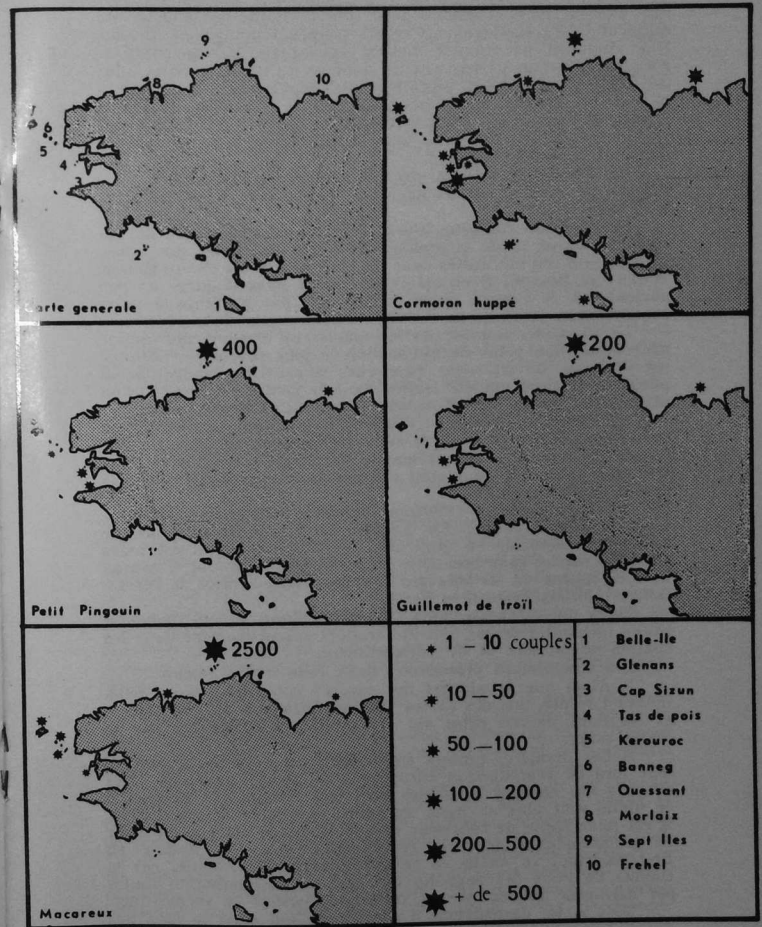 9
8
10
7
6
5
4
3
2
1
Carte generale
Cormoran huppé
400
Petit Pingouin
200
Guillemot de troïl
2500
Macareux
1 – 10 couples
10 — 50
50 — 100
100 — 200
200 — 500
+ de 500
1 Belle-Ile
2 Glenans
3 Cap Sizun
4 Tas de pois
5 Kerouroc
6 Banneg
7 Ouessant
8 Morlaix
9 Sept Iles
10 Frehel